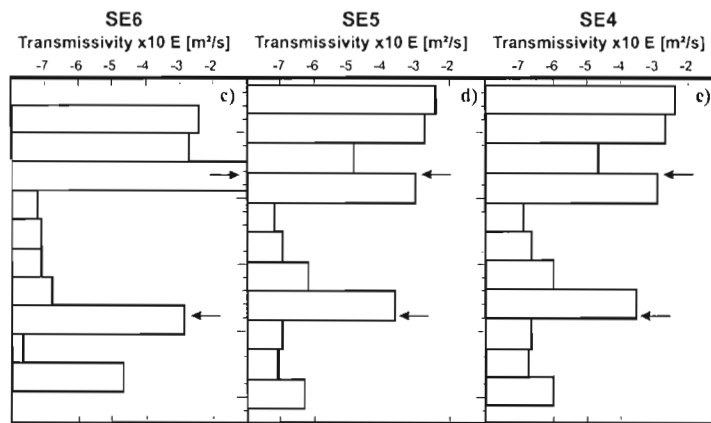 SE6 SE5 SE4
Transmissivity x10 E [m²/s] Transmissivity x10 E [m²/s] Transmissivity x10 E [m²/s]
-7 -6 -5 -4 -3 -2 -7 -6 -5 -4 -3 -2 -7 -6 -5 -4 -3 -2
c) d) e)